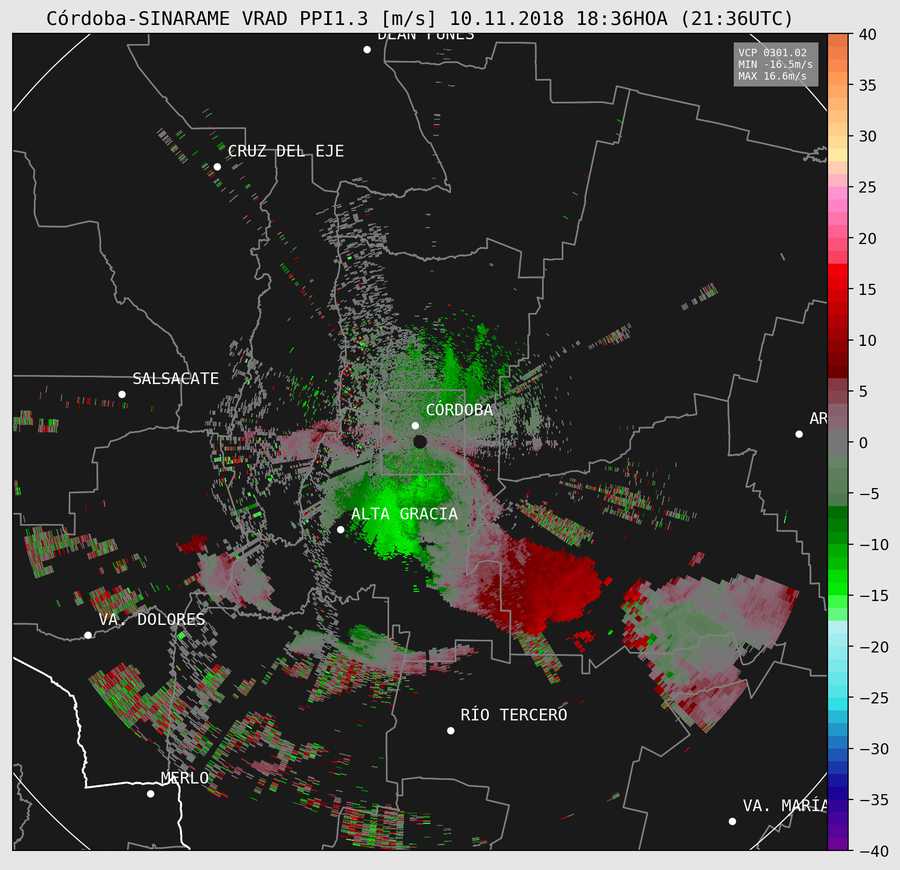 Córdoba-SINARAME VRAD PPI1.3 [m/s] 10.11.2018 18:36HOA (21:36UTC)
DEÁN FUNES
VCP 0301.02
MIN -16.5m/s
MAX 16.6m/s
CRUZ DEL EJE
SALSACATE
CÓRDOBA
AR
ALTA GRACIA
VA. DOLORES
RÍO TERCERO
MERLO
VA. MARÍA
40
35
30
25
20
15
10
5
0
−5
−10
−15
−20
−25
−30
−35
−40